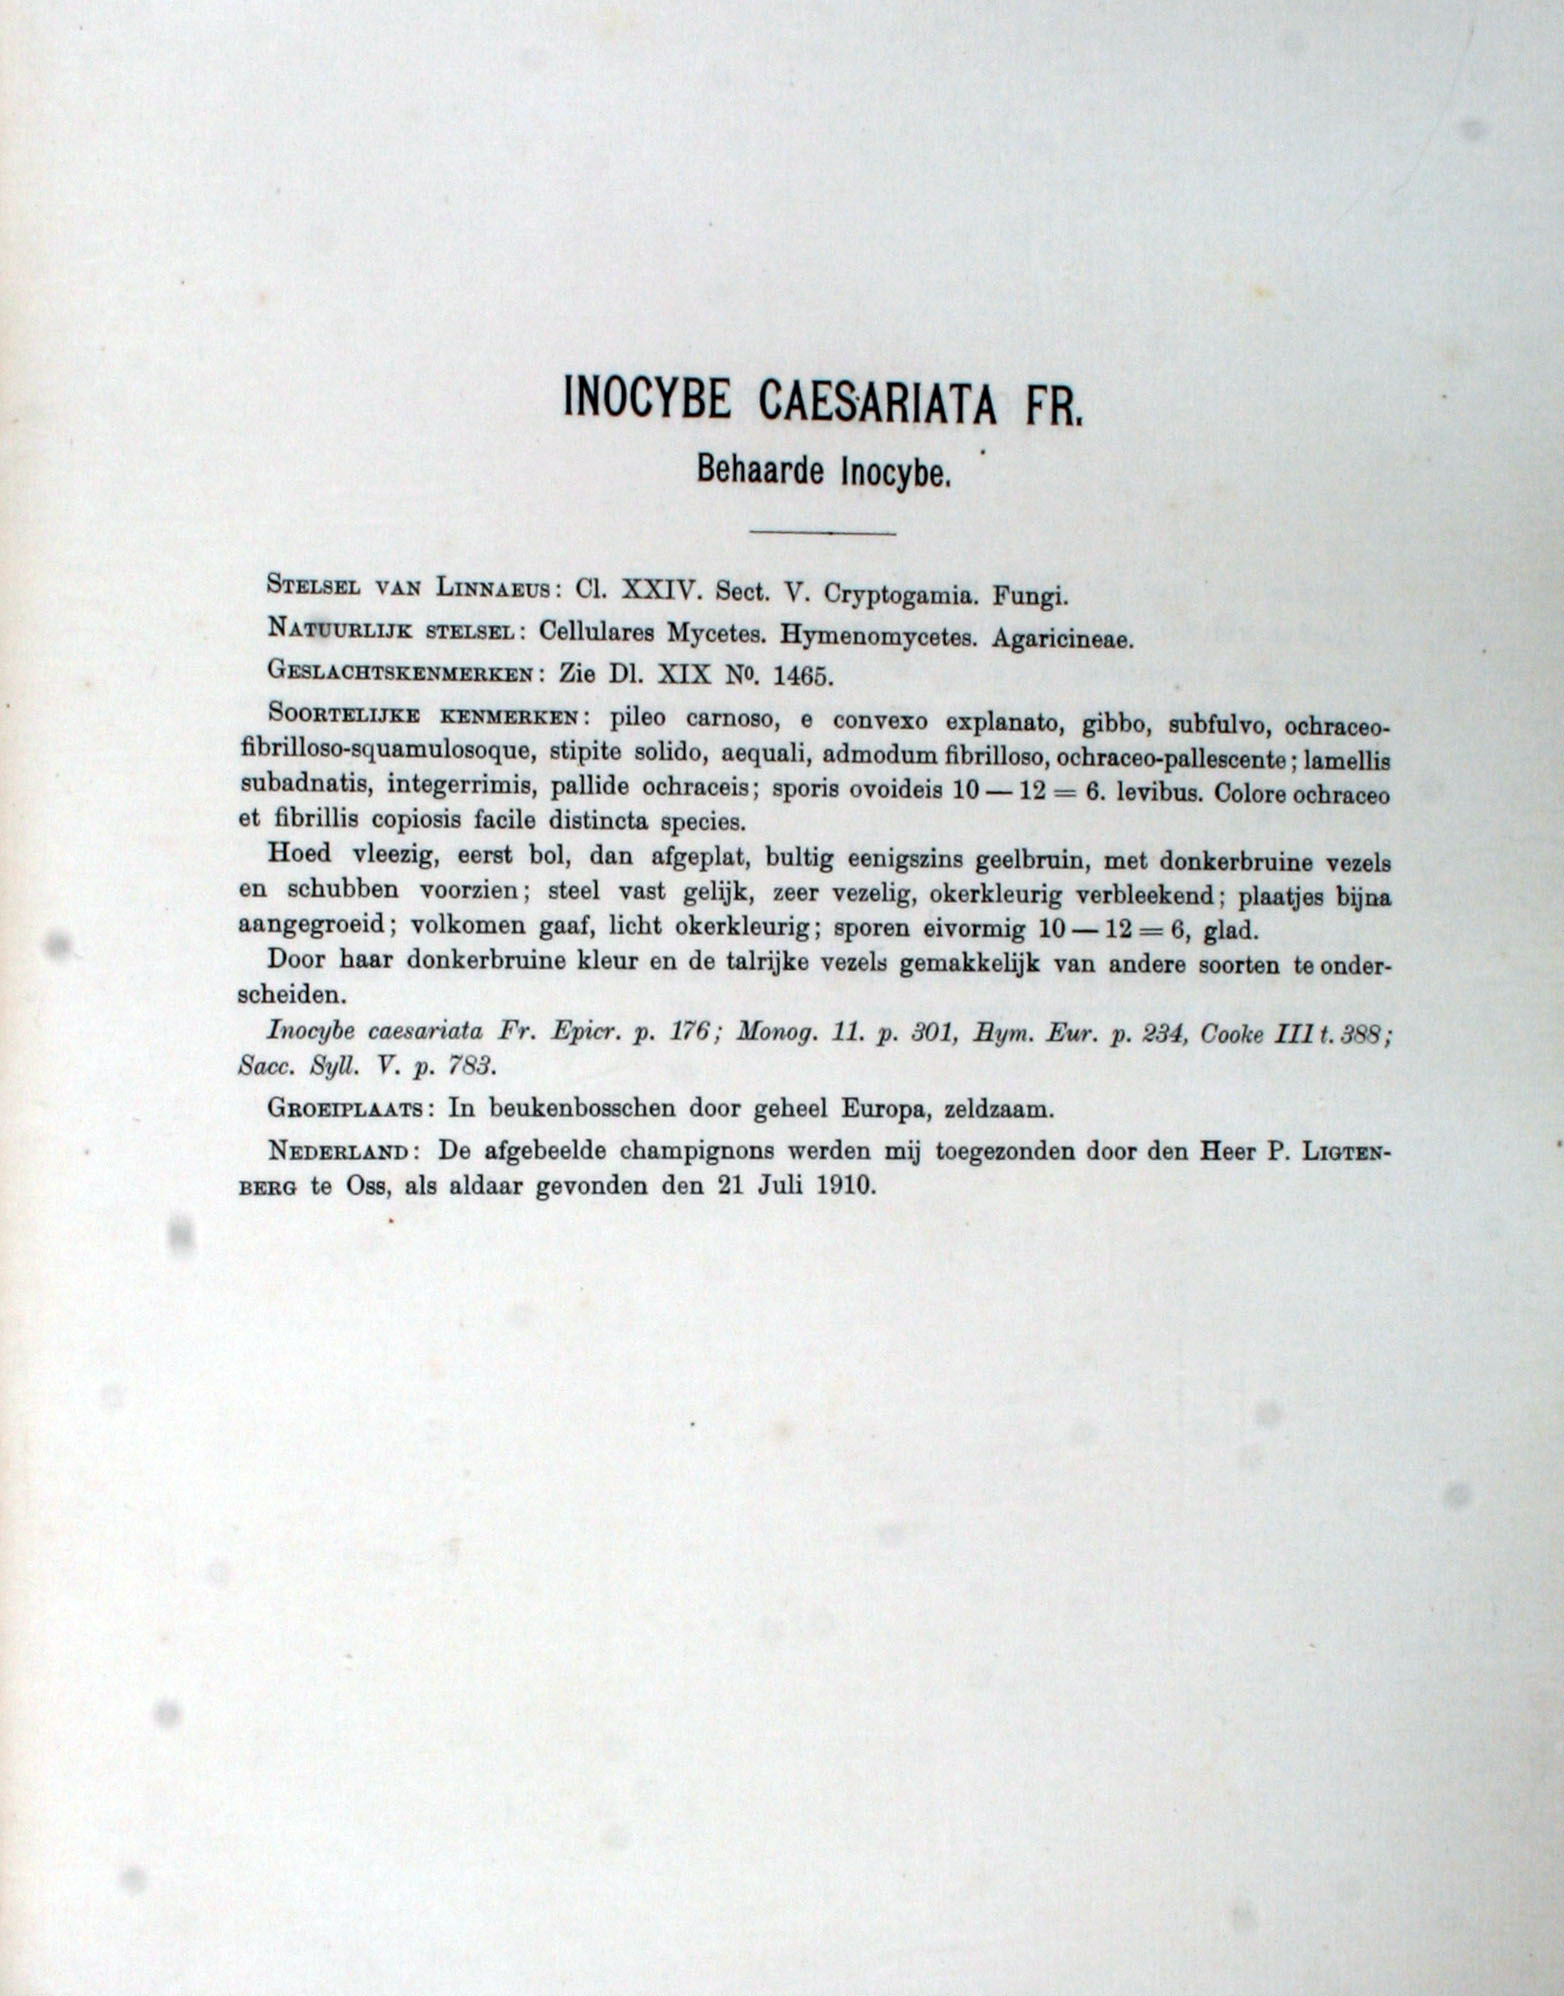 INOCYBE CAESARIATA FR.
Behaarde Inocybe.
STELSEL VAN LINNAEUS: Cl. XXIV. Sect. V. Cryptogamia. Fungi.
NATUURLIJK STELSEL: Cellulares Mycetes. Hymenomycetes. Agaricineae.
GESLACHTSKENMERKEN: Zie Dl. XIX No. 1465.
SOORTELIJKE KENMERKEN: pileo carnoso, e convexo explanato, gibbo, subfulvo, ochraceo-
fibrilloso-squamulosoque, stipite solido, aequali, admodum fibrilloso, ochraceo-pallescente; lamellis
subadnatis, integerrimis, pallide ochraceis; sporis ovoideis 10 — 12 = 6. levibus. Colore ochraceo
et fibrillis copiosis facile distincta species.
Hoed vleezig, eerst bol, dan afgeplat, bultig eenigszins geelbruin, met donkerbruine vezels
en schubben voorzien; steel vast gelijk, zeer vezelig, okerkleurig verbleekend; plaatjes bijna
aangegroeid; volkomen gaaf, licht okerkleurig; sporen eivormig 10 — 12 = 6, glad.
Door haar donkerbruine kleur en de talrijke vezels gemakkelijk van andere soorten te onder-
scheiden.
Inocybe caesariata Fr. Epicr. p. 176; Monog. 11. p. 301, Hym. Eur. p. 234, Cooke III t. 388;
Sacc. Syll. V. p. 783.
GROEIPLAATS: In beukenbosschen door geheel Europa, zeldzaam.
NEDERLAND: De afgebeelde champignons werden mij toegezonden door den Heer P. LIGTEN-
BERG te Oss, als aldaar gevonden den 21 Juli 1910.